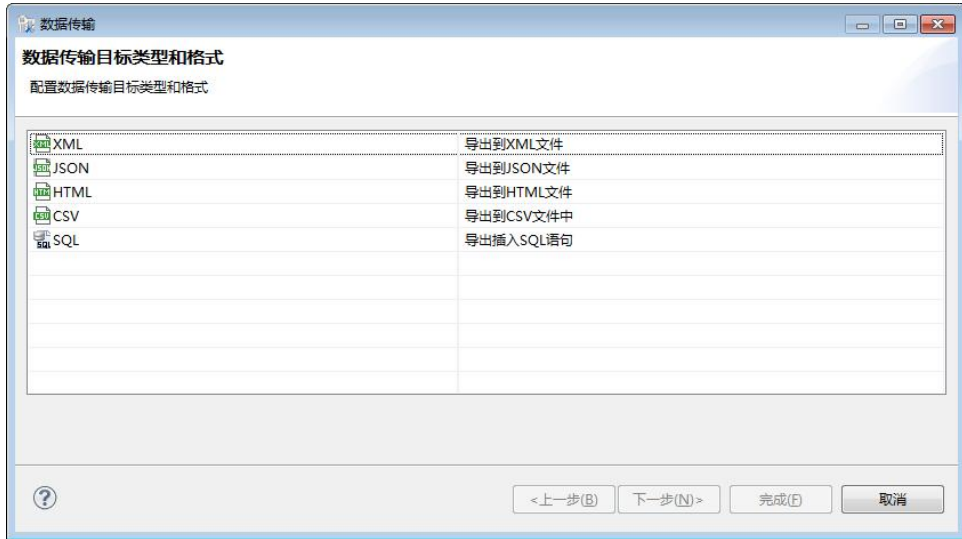 数据传输
数据传输目标类型和格式
配置数据传输目标类型和格式
XML 导出到XML文件
JSON 导出到JSON文件
HTML 导出到HTML文件
CSV 导出到CSV文件中
SQL 导出插入SQL语句
<上一步(B) 下一步(N)> 完成(F) 取消